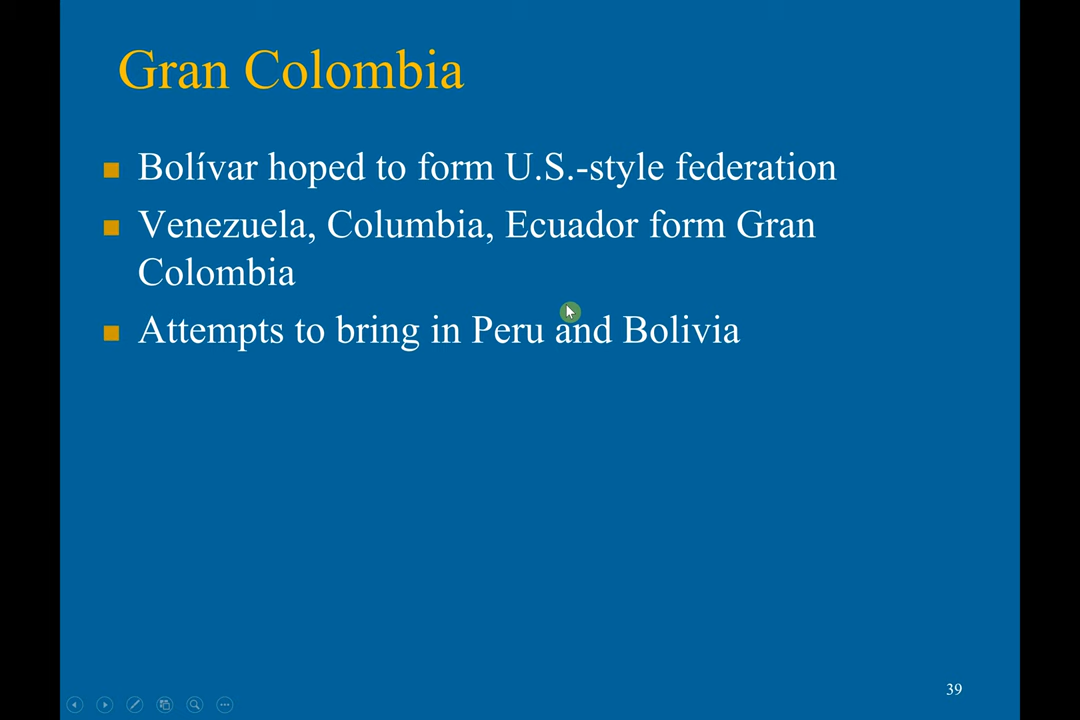 Gran Colombia
Bolívar hoped to form U.S.-style federation
Venezuela, Columbia, Ecuador form Gran
Colombia
Attempts to bring in Peru and Bolivia
39